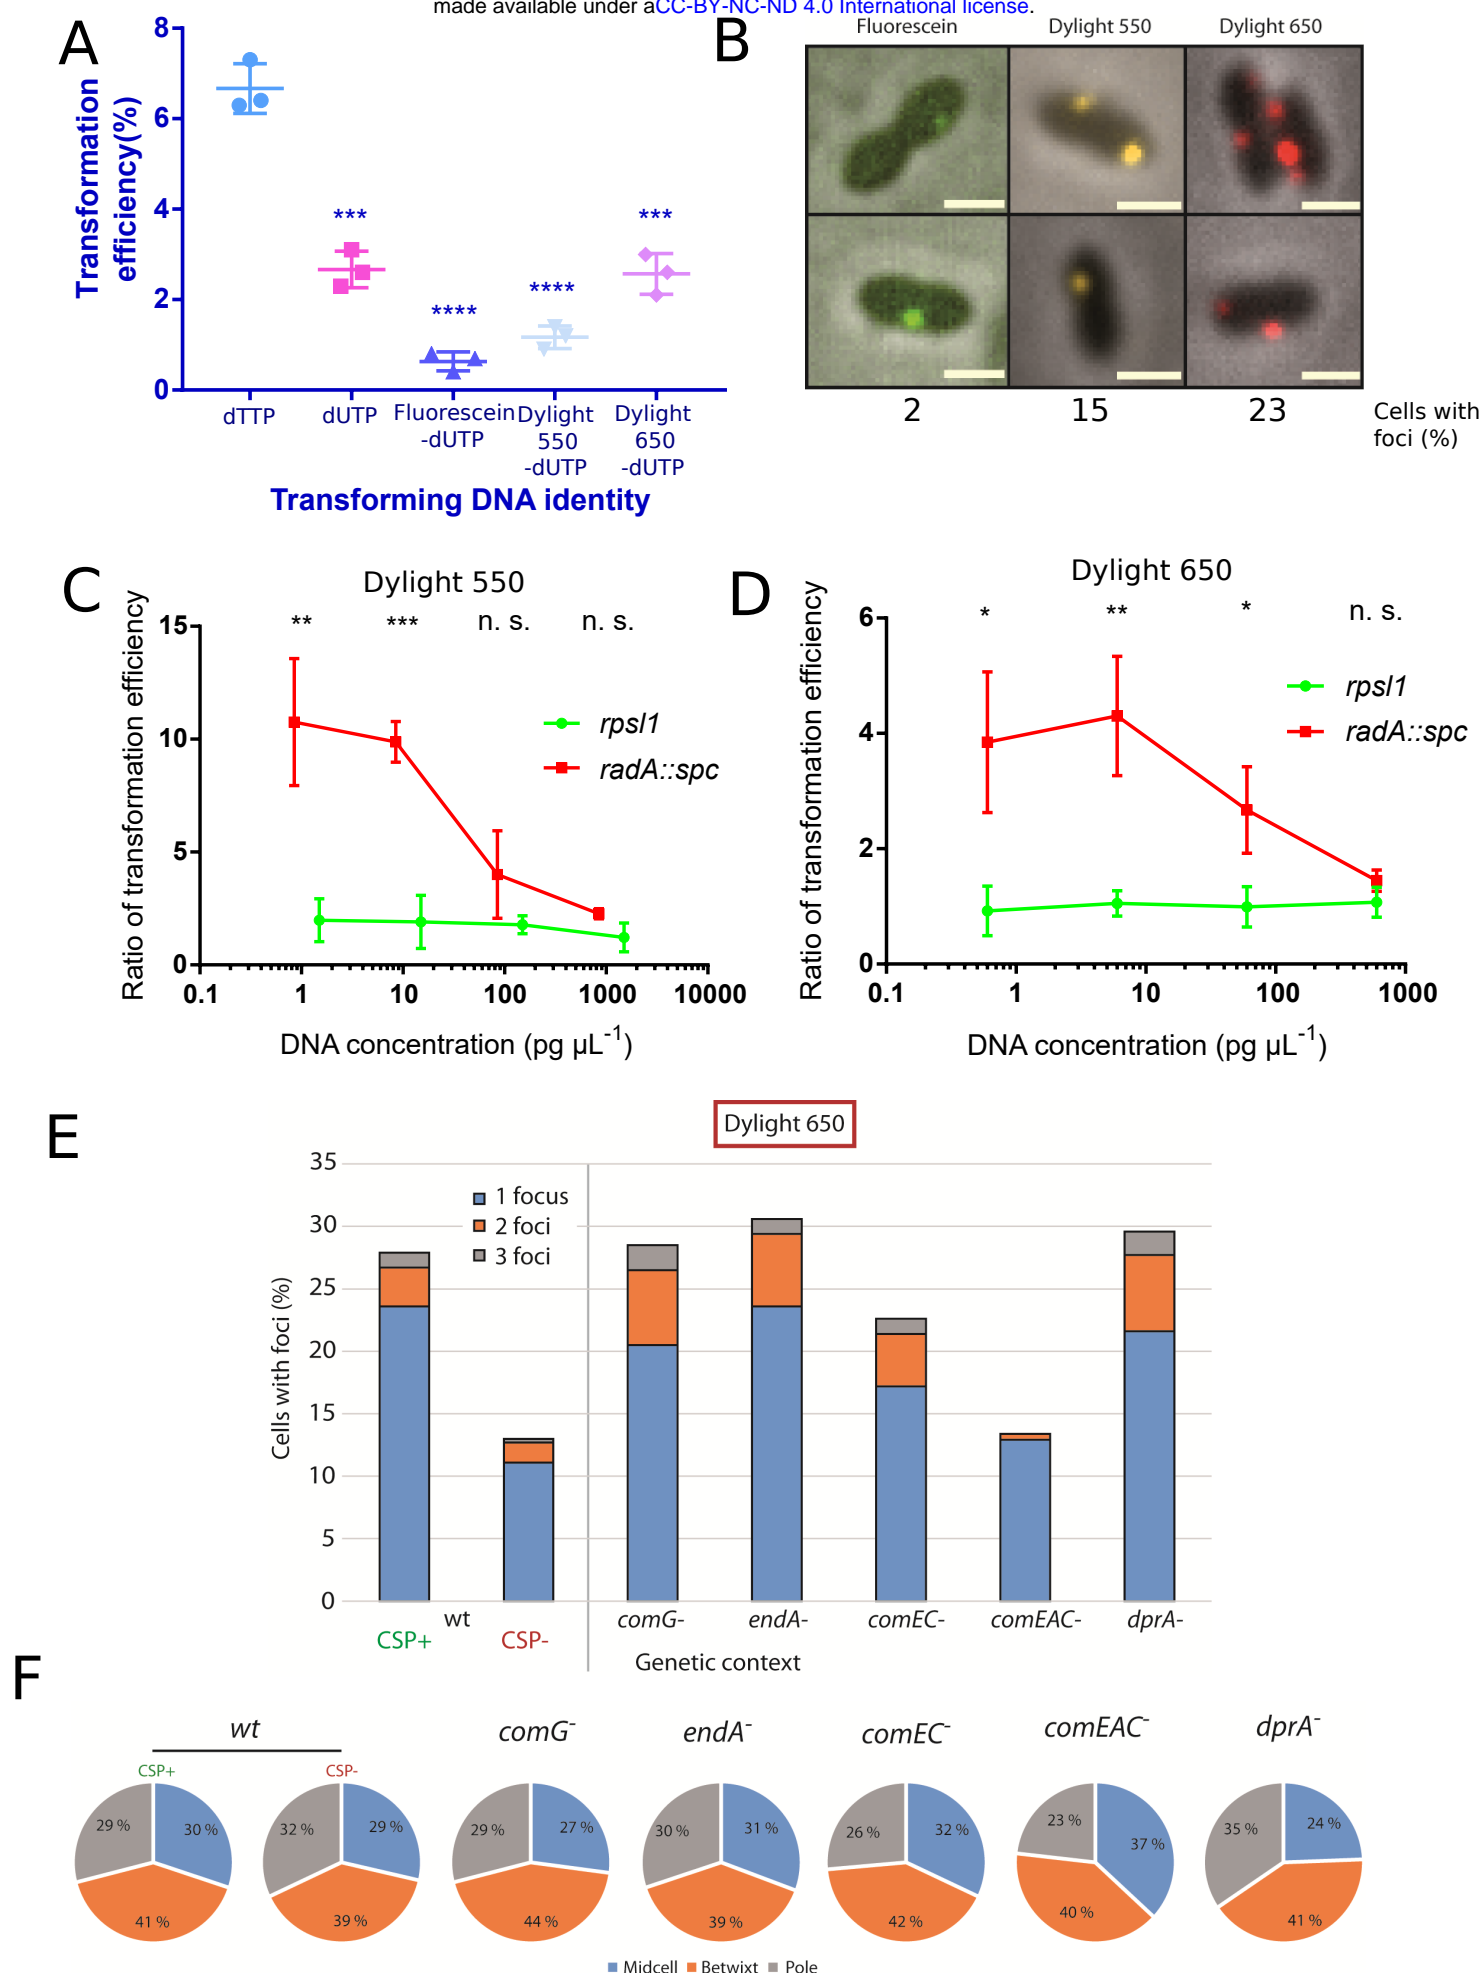 made available under aCC-BY-NC-ND 4.0 International license.
A
Transformation
efficiency(%)
8
6
4
2
0
***
****
****
***
dTTP
dUTP
Fluorescein
-dUTP
Dylight
550
-dUTP
Dylight
650
-dUTP
Transforming DNA identity
B
Fluorescein
Dylight 550
Dylight 650
2
15
23
Cells with
foci (%)
C
Dylight 550
Ratio of transformation efficiency
15
10
5
0
**
***
n. s.
n. s.
rpsl1
radA::spc
0.1
1
10
100
1000
10000
DNA concentration (pg µL-1)
D
Dylight 650
Ratio of transformation efficiency
6
4
2
0
*
**
*
n. s.
rpsl1
radA::spc
0.1
1
10
100
1000
DNA concentration (pg µL-1)
E
Dylight 650
Cells with foci (%)
35
30
25
20
15
10
5
0
1 focus
2 foci
3 foci
wt
CSP+
CSP-
comG-
endA-
comEC-
comEAC-
dprA-
Genetic context
F
wt
CSP+
CSP-
comG-
endA-
comEC-
comEAC-
dprA-
29 %
30 %
41 %
32 %
29 %
39 %
29 %
27 %
44 %
30 %
31 %
39 %
26 %
32 %
42 %
23 %
37 %
40 %
35 %
24 %
41 %
Midcell
Betwixt
Pole